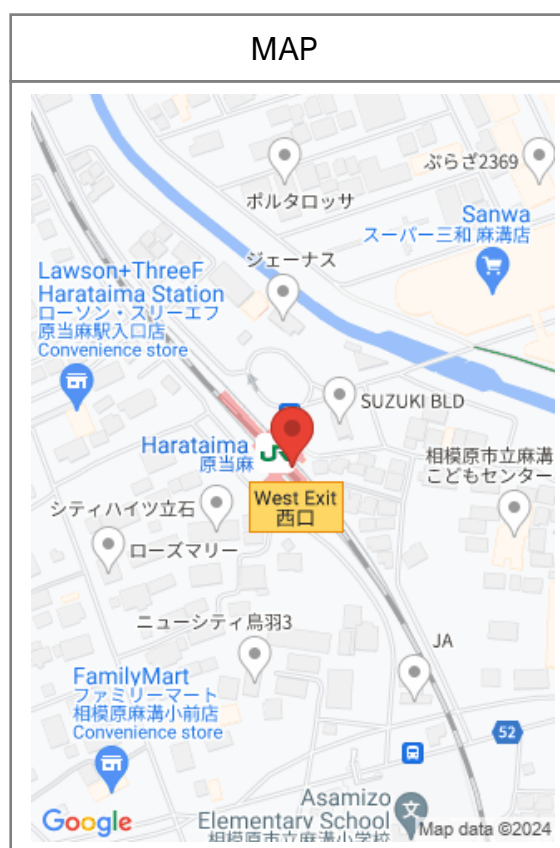 MAP
ぷらざ2369
ポルタロッサ
Sanwa
スーパー三和 麻溝店
ジェーナス
Lawson+ThreeF
Harataima Station
ローソン・スリーエフ
原当麻駅入口店
Convenience store
SUZUKI BLD
Harataima
原当麻
JR
相模原市立麻溝
こどもセンター
West Exit
西口
シティハイツ立石
ローズマリー
ニューシティ鳥羽3
JA
FamilyMart
ファミリーマート
相模原麻溝小前店
Convenience store
52
Asamizo
Elementary School
相模原市立麻溝小学校
文
Google
Map data ©2024